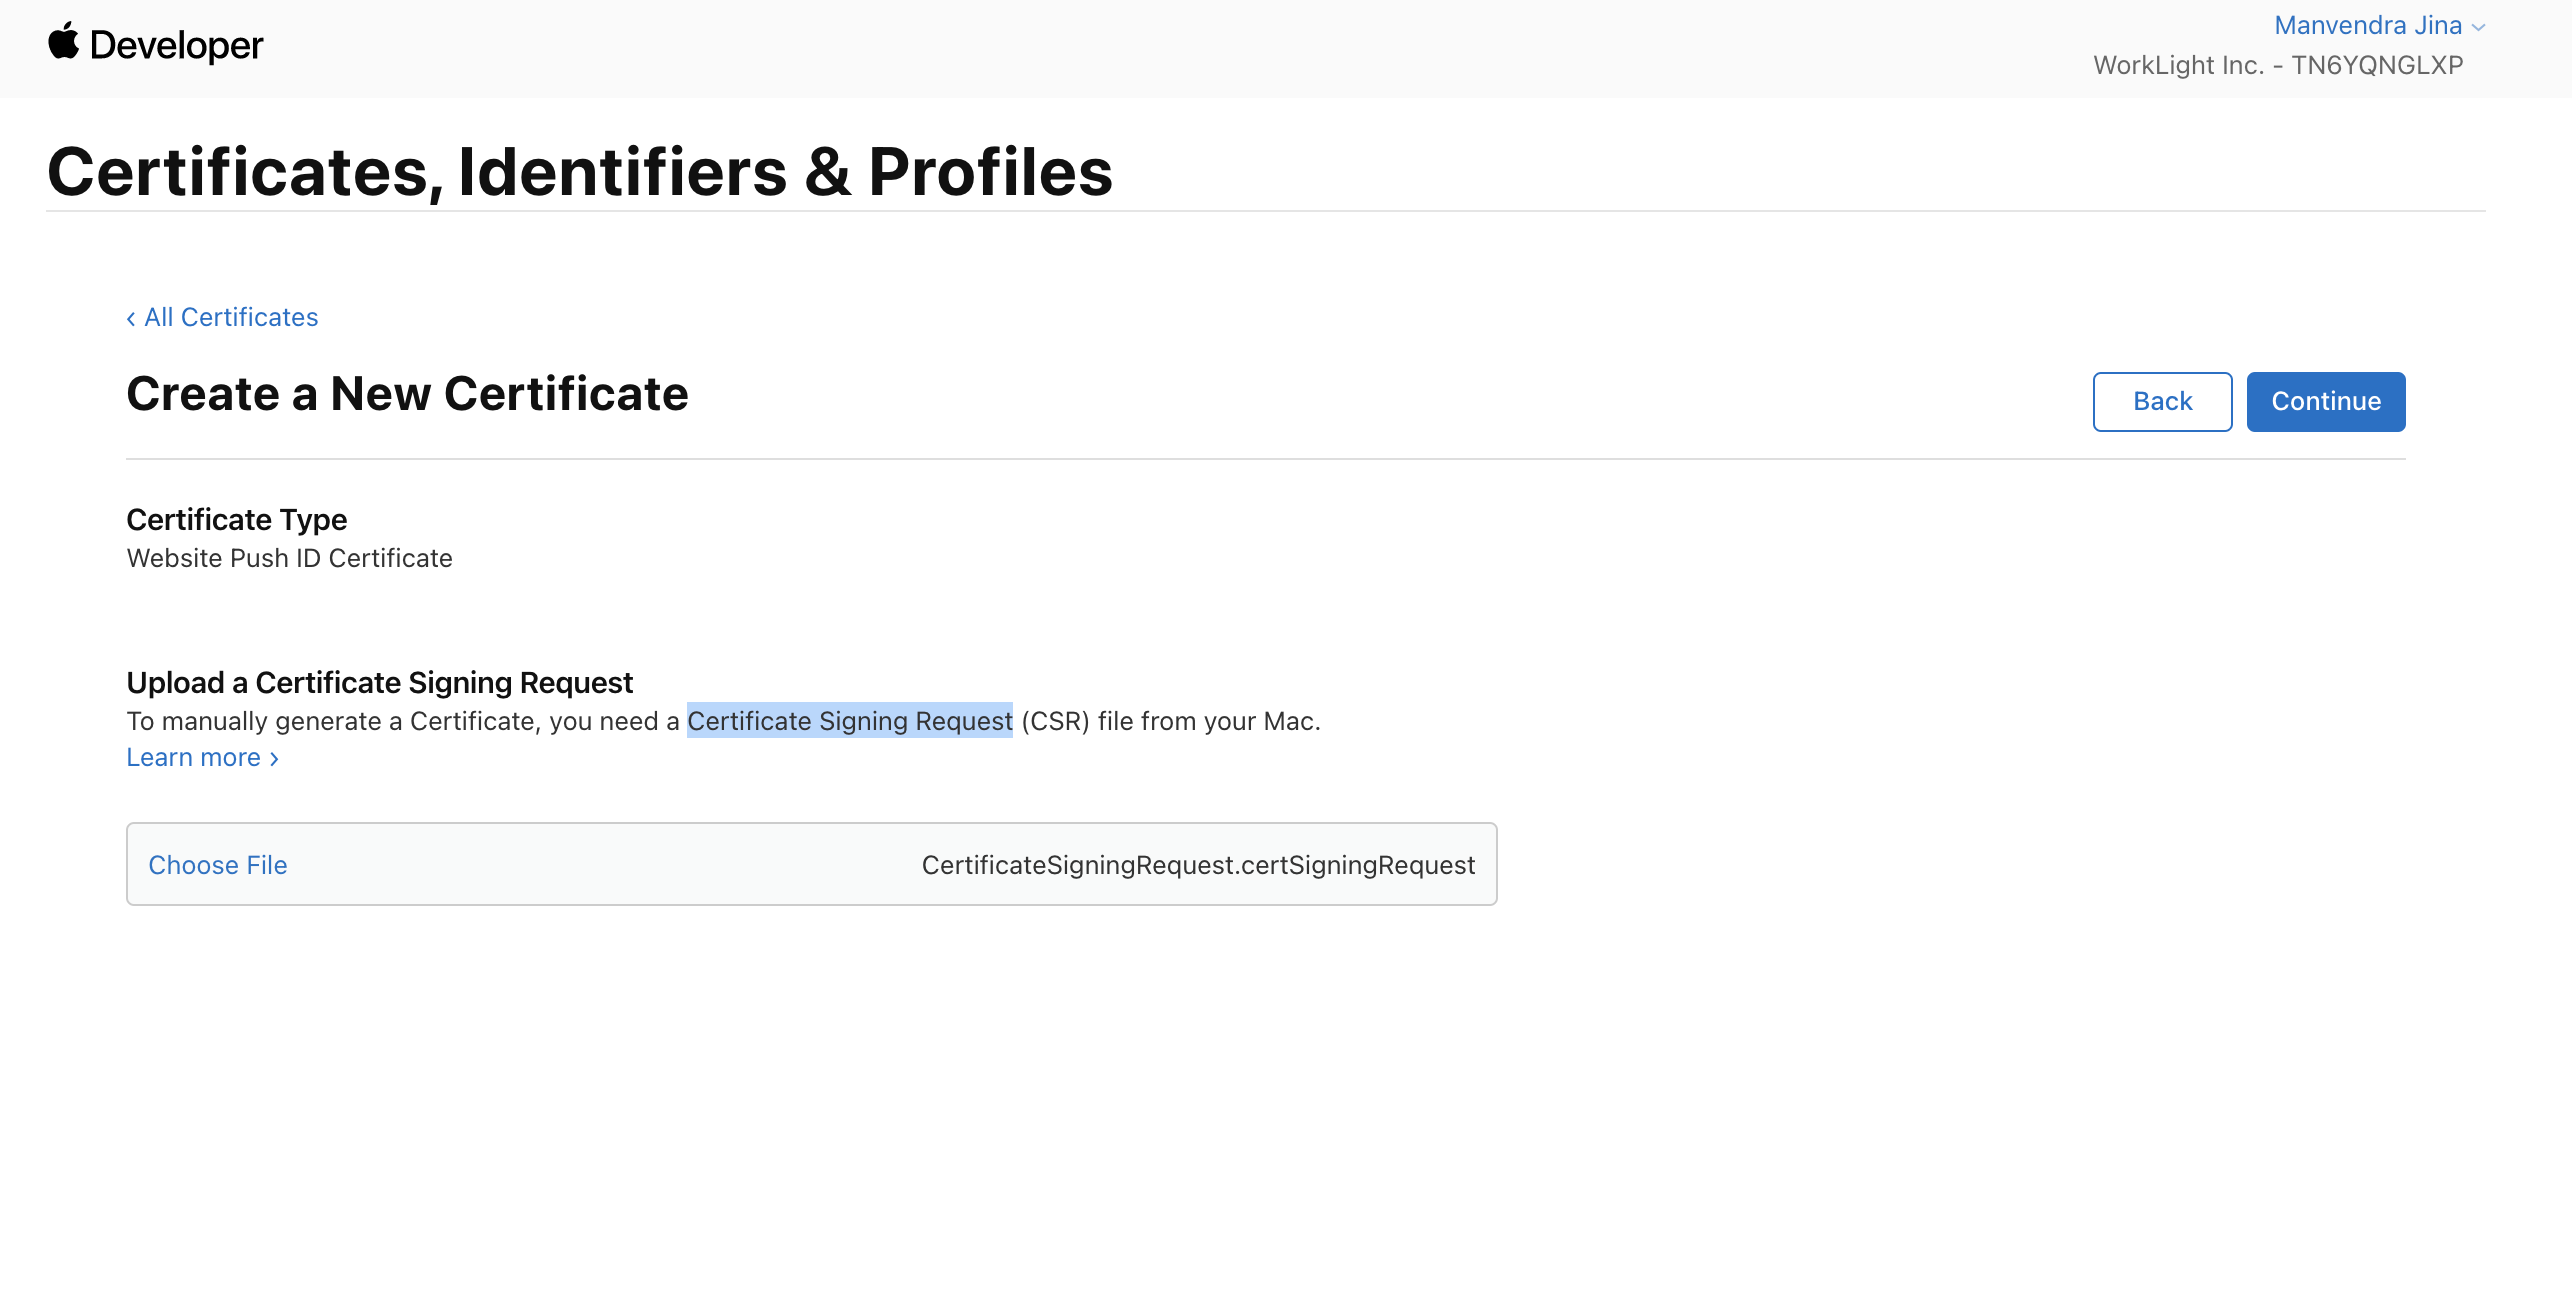 Developer
Manvendra Jina
WorkLight Inc. - TN6YQNGLXP
Certificates, Identifiers & Profiles
‹ All Certificates
Create a New Certificate
Back
Continue
Certificate Type
Website Push ID Certificate
Upload a Certificate Signing Request
To manually generate a Certificate, you need a Certificate Signing Request (CSR) file from your Mac.
Learn more ›
Choose File
CertificateSigningRequest.certSigningRequest